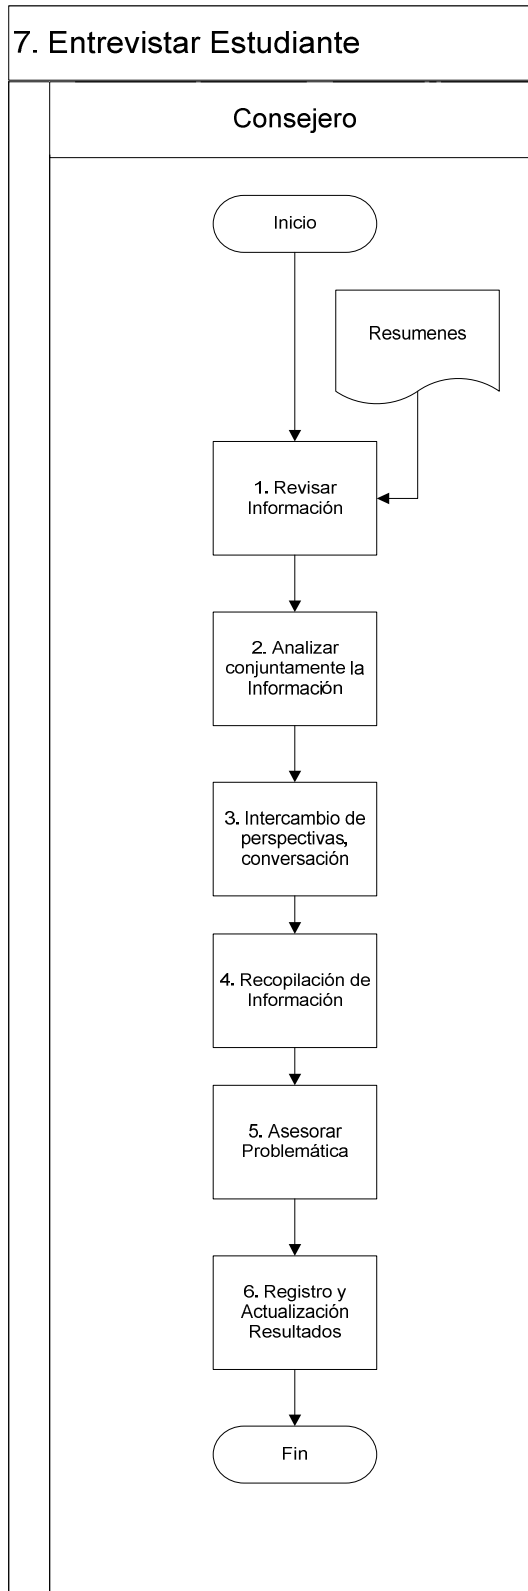 7. Entrevistar Estudiante
Consejero
Inicio
Resumenes
1. Revisar
Información
2. Analizar
conjuntamente la
Información
3. Intercambio de
perspectivas,
conversación
4. Recopilación de
Información
5. Asesorar
Problemática
6. Registro y
Actualización
Resultados
Fin